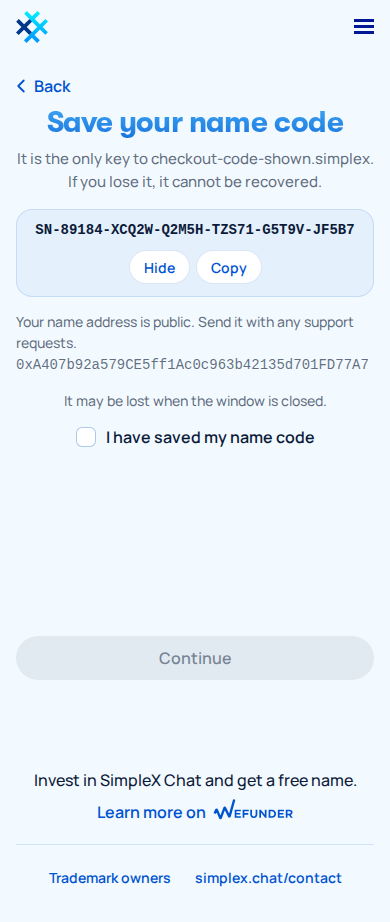 Back
Save your name code
It is the only key to checkout-code-shown.simplex.
If you lose it, it cannot be recovered.
SN-89184-XCQ2W-Q2M5H-TZS71-G5T9V-JF5B7
Hide Copy
Your name address is public. Send it with any support
requests.
0xA407b92a579CE5ff1Ac0c963b42135d701FD77A7
It may be lost when the window is closed.
I have saved my name code
Continue
Invest in SimpleX Chat and get a free name.
Learn more on WEFUNDER
Trademark owners simplex.chat/contact